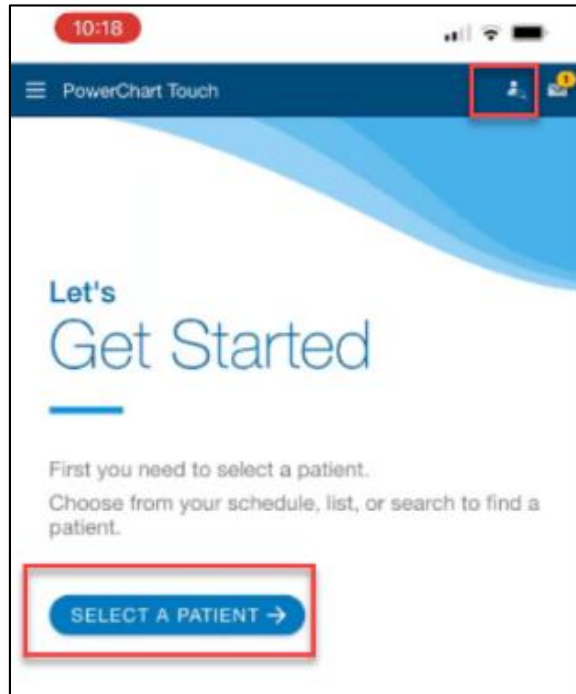 10:18
PowerChart Touch
1
Let's
Get Started
First you need to select a patient.
Choose from your schedule, list, or search to find a
patient.
SELECT A PATIENT →